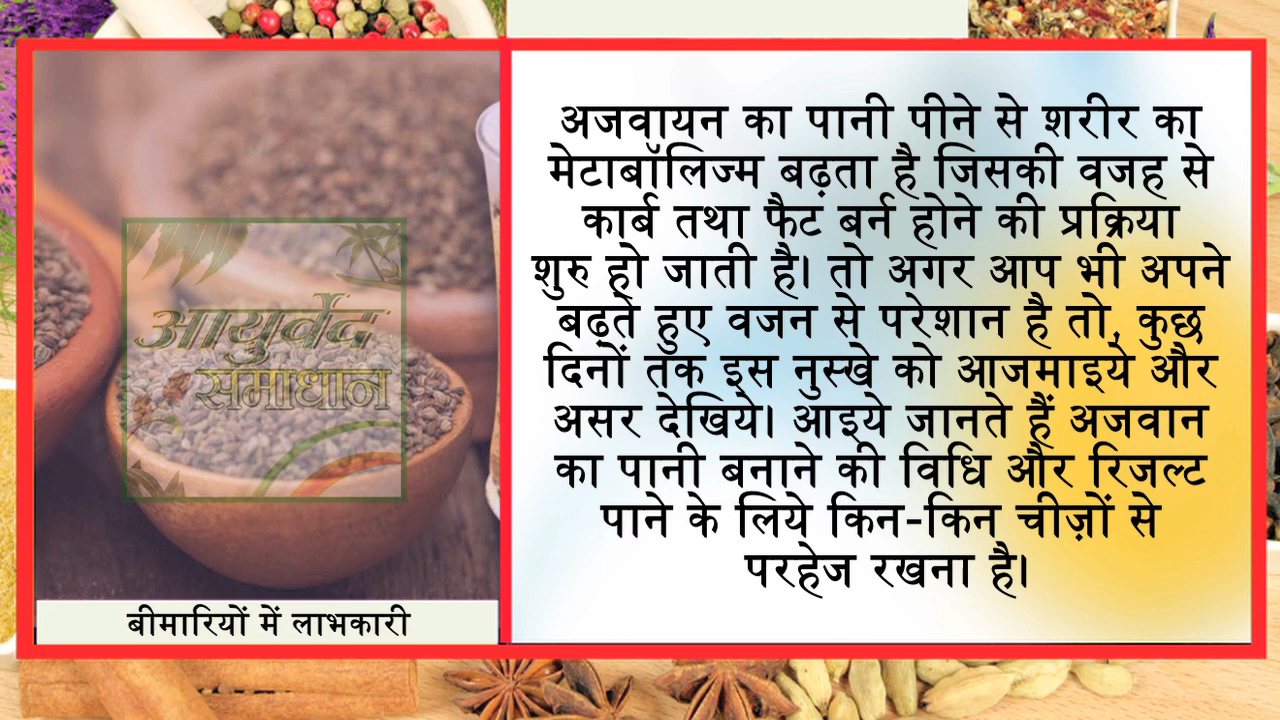 आयुर्वेद
समाधान
बीमारियों में लाभकारी
अजवायन का पानी पीने से शरीर का
मेटाबॉलिज्म बढ़ता है जिसकी वजह से
कार्ब तथा फैट बर्न होने की प्रक्रिया
शुरु हो जाती है। तो अगर आप भी अपने
बढ़ते हुए वजन से परेशान है तो, कुछ
दिनों तक इस नुस्खे को आजमाइये और
असर देखिये। आइये जानते हैं अजवान
का पानी बनाने की विधि और रिजल्ट
पाने के लिये किन-किन चीज़ों से
परहेज रखना है।